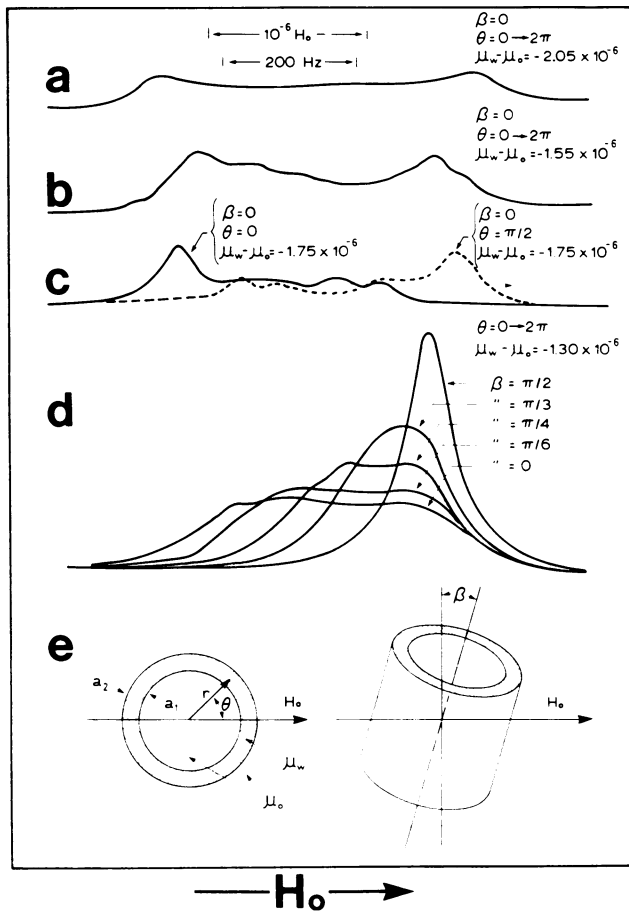 10⁻⁶ H₀
200 Hz
β = 0
θ = 0 → 2π
μw-μ₀ = -2.05 x 10⁻⁶
a
β = 0
θ = 0 → 2π
μw-μ₀ = -1.55 x 10⁻⁶
b
β = 0
θ = 0
μw-μ₀ = -1.75 x 10⁻⁶
β = 0
θ = π/2
μw-μ₀ = -1.75 x 10⁻⁶
c
θ = 0 → 2π
μw - μ₀ = -1.30 x 10⁻⁶
d
β = π/2
" = π/3
" = π/4
" = π/6
" = 0
e
a₂
a₁
r
θ
H₀
μw
μ₀
β
H₀
H₀